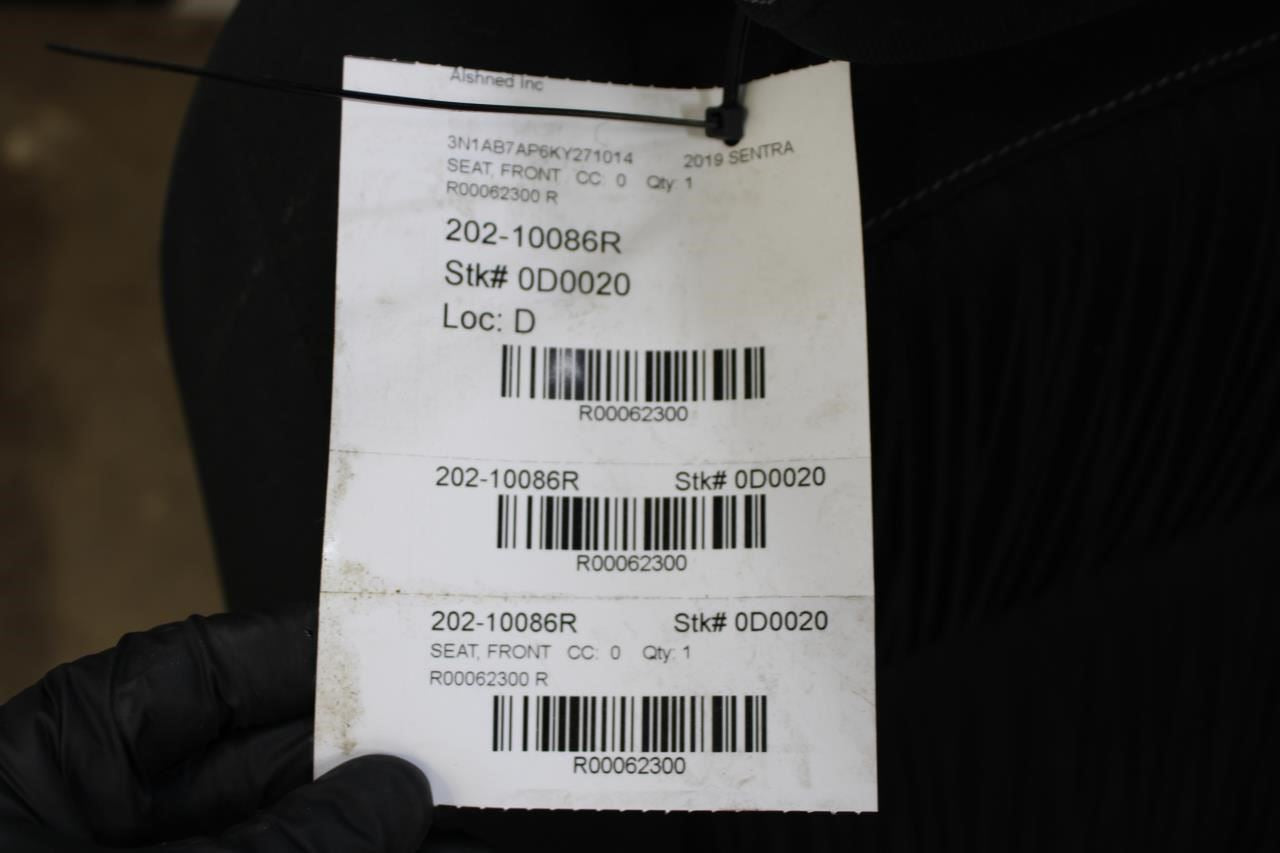 Alshned Inc
3N1AB7AP6KY271014 2019 SENTRA
SEAT, FRONT CC: 0 Qty: 1
R00062300 R
202-10086R
Stk# 0D0020
Loc: D
R00062300
202-10086R Stk# 0D0020
R00062300
202-10086R Stk# 0D0020
SEAT, FRONT CC: 0 Qty: 1
R00062300 R
R00062300